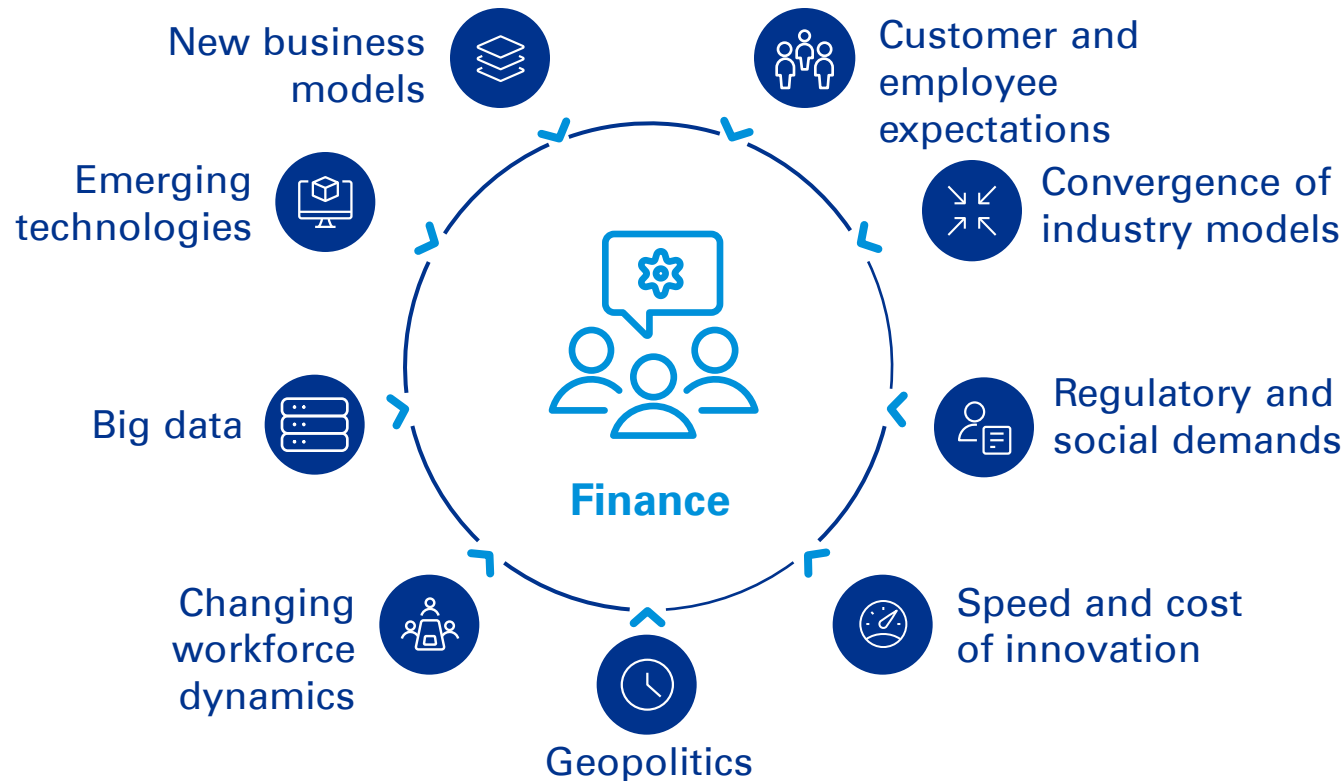 New business
models
Customer and
employee
expectations
Emerging
technologies
Convergence of
industry models
Big data
Regulatory and
social demands
Finance
Changing
workforce
dynamics
Speed and cost
of innovation
Geopolitics